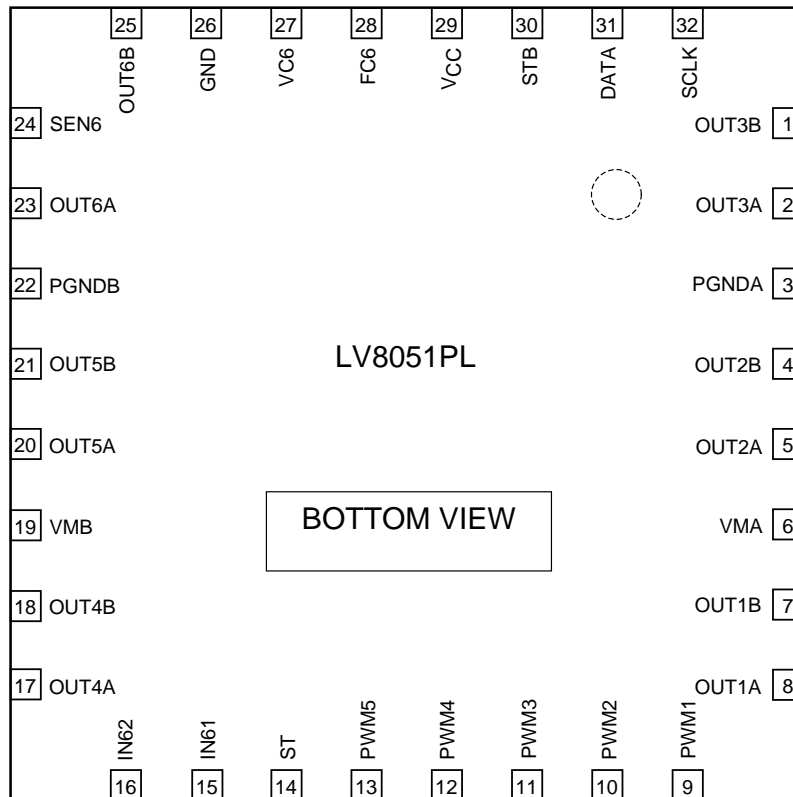 25 26 27 28 29 30 31 32
OUT6B GND VC6 FC6 VCC STB DATA SCLK
24 SEN6 OUT3B 1
23 OUT6A OUT3A 2
22 PGNDB PGNDA 3
21 OUT5B LV8051PL OUT2B 4
20 OUT5A OUT2A 5
19 VMB BOTTOM VIEW VMA 6
18 OUT4B OUT1B 7
17 OUT4A OUT1A 8
IN62 IN61 ST PWM5 PWM4 PWM3 PWM2 PWM1
16 15 14 13 12 11 10 9